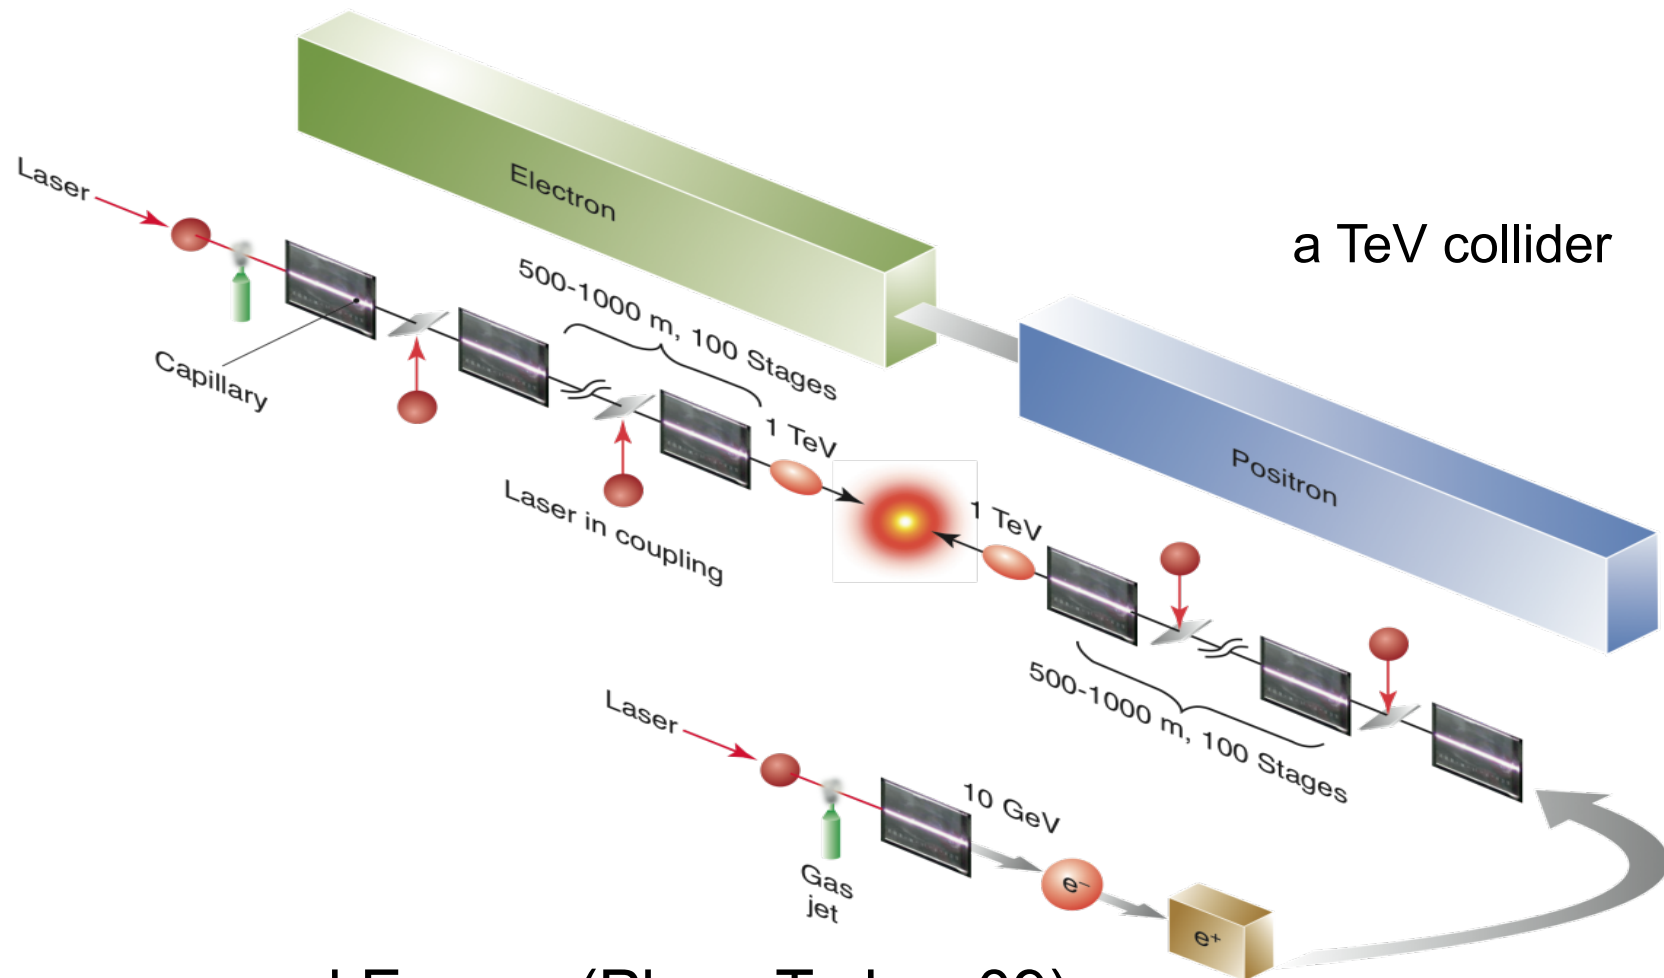 Electron
a TeV collider
Laser
500-1000 m, 100 Stages
Capillary
1 TeV
Positron
Laser in coupling
1 TeV
500-1000 m, 100 Stages
Laser
10 GeV
Gas
jet
e⁻
e⁺